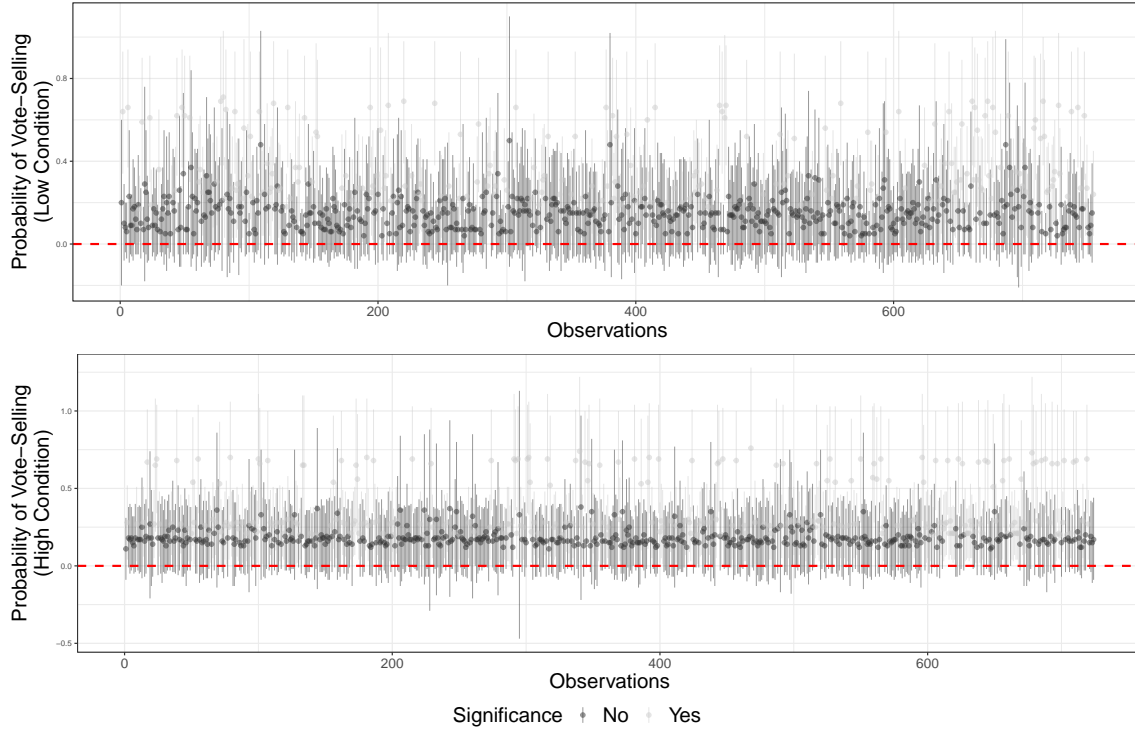 Probability of Vote−Selling
(Low Condition)
0.8
0.4
0.0
0
200
400
600
Observations
Probability of Vote−Selling
(High Condition)
1.0
0.5
0.0
−0.5
0
200
400
600
Observations
Significance No Yes